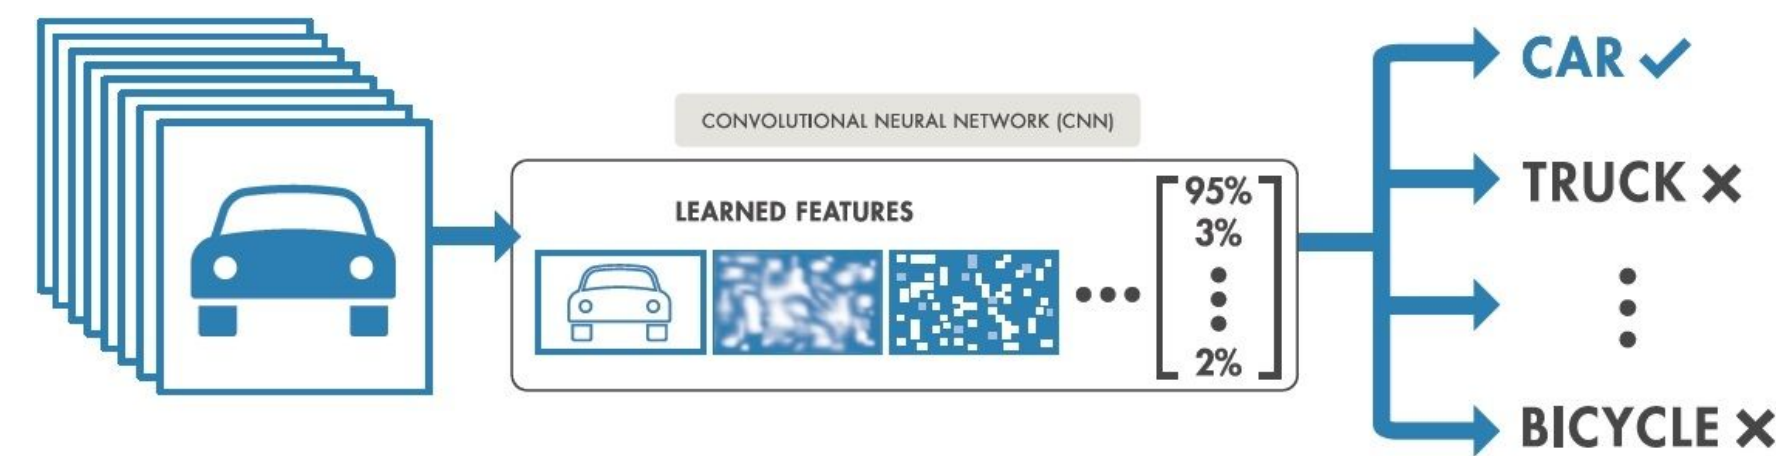 CONVOLUTIONAL NEURAL NETWORK (CNN)
LEARNED FEATURES
95%
3%
2%
CAR
TRUCK
BICYCLE